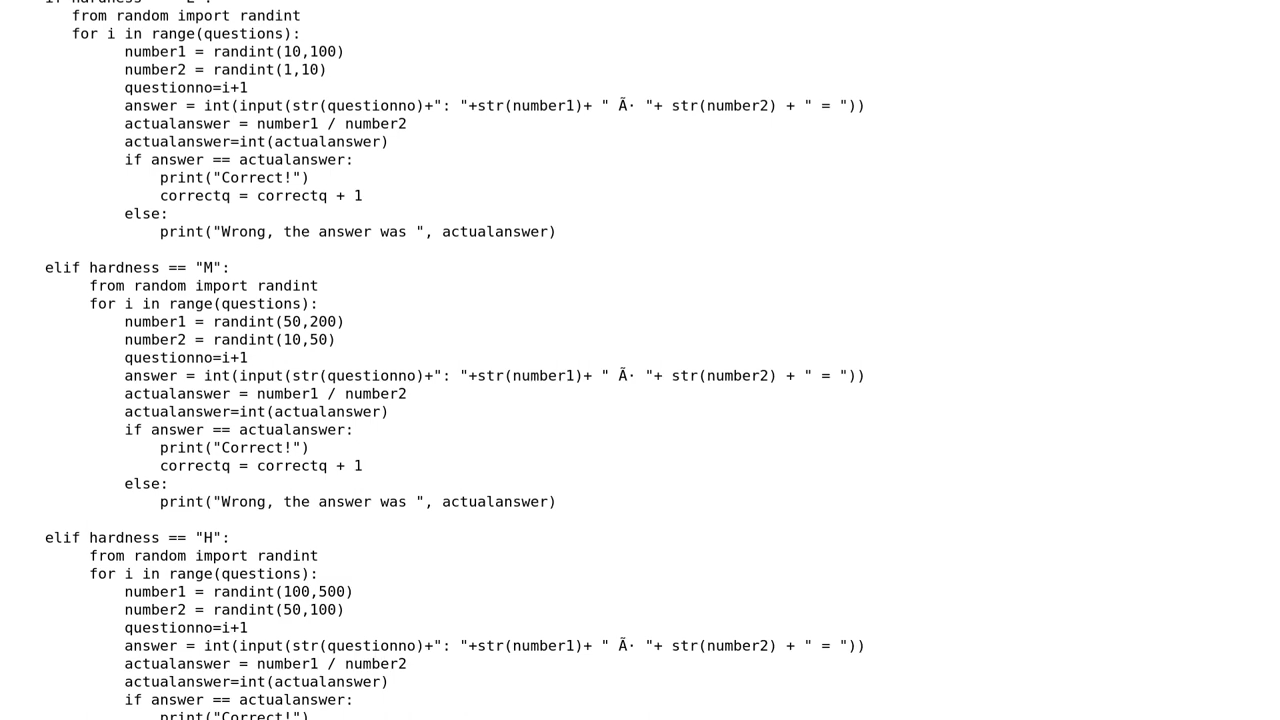 if hardness == "E":
from random import randint
for i in range(questions):
number1 = randint(10,100)
number2 = randint(1,10)
questionno=i+1
answer = int(input(str(questionno)+": "+str(number1)+ " Ã· "+ str(number2) + " = "))
actualanswer = number1 / number2
actualanswer=int(actualanswer)
if answer == actualanswer:
print("Correct!")
correctq = correctq + 1
else:
print("Wrong, the answer was ", actualanswer)
elif hardness == "M":
from random import randint
for i in range(questions):
number1 = randint(50,200)
number2 = randint(10,50)
questionno=i+1
answer = int(input(str(questionno)+": "+str(number1)+ " Ã· "+ str(number2) + " = "))
actualanswer = number1 / number2
actualanswer=int(actualanswer)
if answer == actualanswer:
print("Correct!")
correctq = correctq + 1
else:
print("Wrong, the answer was ", actualanswer)
elif hardness == "H":
from random import randint
for i in range(questions):
number1 = randint(100,500)
number2 = randint(50,100)
questionno=i+1
answer = int(input(str(questionno)+": "+str(number1)+ " Ã· "+ str(number2) + " = "))
actualanswer = number1 / number2
actualanswer=int(actualanswer)
if answer == actualanswer:
print("Correct!")